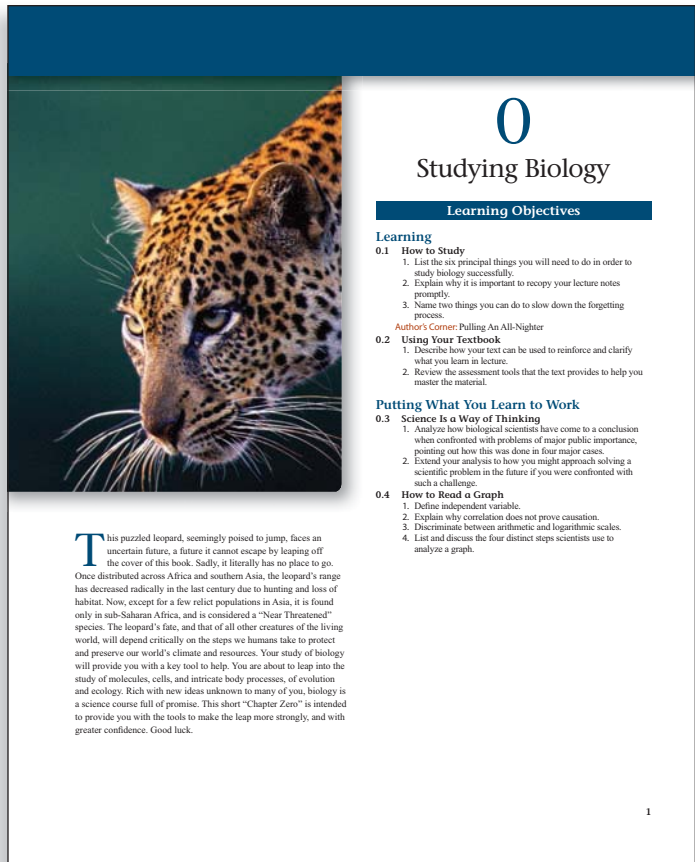 0
Studying Biology
Learning Objectives
Learning
0.1 How to Study
1. List the six principal things you will need to do in order to
study biology successfully.
2. Explain why it is important to recopy your lecture notes
promptly.
3. Name two things you can do to slow down the forgetting
process.
Author's Corner: Pulling An All-Nighter
0.2 Using Your Textbook
1. Describe how your text can be used to reinforce and clarify
what you learn in lecture.
2. Review the assessment tools that the text provides to help you
master the material.
Putting What You Learn to Work
0.3 Science Is a Way of Thinking
1. Analyze how biological scientists have come to a conclusion
when confronted with problems of major public importance,
pointing out how this was done in four major cases.
2. Extend your analysis to how you might approach solving a
scientific problem in the future if you were confronted with
such a challenge.
0.4 How to Read a Graph
1. Define independent variable.
2. Explain why correlation does not prove causation.
3. Discriminate between arithmetic and logarithmic scales.
4. List and discuss the four distinct steps scientists use to
analyze a graph.
This puzzled leopard, seemingly poised to jump, faces an
uncertain future, a future it cannot escape by leaping off
the cover of this book. Sadly, it literally has no place to go.
Once distributed across Africa and southern Asia, the leopard's range
has decreased radically in the last century due to hunting and loss of
habitat. Now, except for a few relict populations in Asia, it is found
only in sub-Saharan Africa, and is considered a "Near Threatened"
species. The leopard's fate, and that of all other creatures of the living
world, will depend critically on the steps we humans take to protect
and preserve our world's climate and resources. Your study of biology
will provide you with a key tool to help. You are about to leap into the
study of molecules, cells, and intricate body processes, of evolution
and ecology. Rich with new ideas unknown to many of you, biology is
a science course full of promise. This short "Chapter Zero" is intended
to provide you with the tools to make the leap more strongly, and with
greater confidence. Good luck.
1